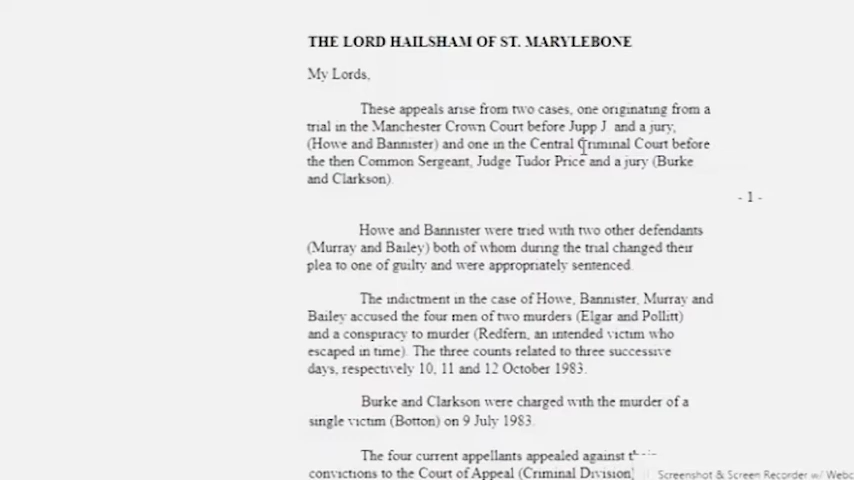 THE LORD HAILSHAM OF ST. MARYLEBONE
My Lords,
These appeals arise from two cases, one originating from a
trial in the Manchester Crown Court before Jupp J and a jury,
(Howe and Bannister) and one in the Central Criminal Court before
the then Common Sergeant, Judge Tudor Price and a jury (Burke
and Clarkson).
- 1 -
Howe and Bannister were tried with two other defendants
(Murray and Bailey) both of whom during the trial changed their
plea to one of guilty and were appropriately sentenced.
The indictment in the case of Howe, Bannister, Murray and
Bailey accused the four men of two murders (Elgar and Pollitt)
and a conspiracy to murder (Redfern, an intended victim who
escaped in time). The three counts related to three successive
days, respectively 10, 11 and 12 October 1983.
Burke and Clarkson were charged with the murder of a
single victim (Botton) on 9 July 1983.
The four current appellants appealed against
convictions to the Court of Appeal (Criminal Division)
Screenshot & Screen Recorder w/ Webc